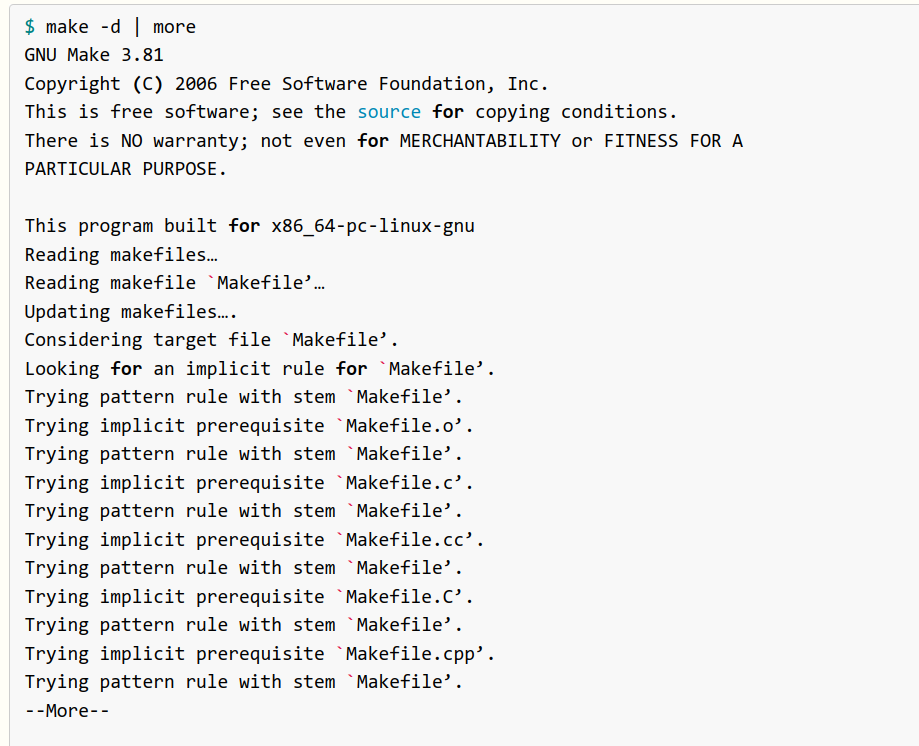 $ make -d | more
GNU Make 3.81
Copyright (C) 2006 Free Software Foundation, Inc.
This is free software; see the source for copying conditions.
There is NO warranty; not even for MERCHANTABILITY or FITNESS FOR A
PARTICULAR PURPOSE.

This program built for x86_64-pc-linux-gnu
Reading makefiles…
Reading makefile `Makefile’…
Updating makefiles….
Considering target file `Makefile’.
Looking for an implicit rule for `Makefile’.
Trying pattern rule with stem `Makefile’.
Trying implicit prerequisite `Makefile.o’.
Trying pattern rule with stem `Makefile’.
Trying implicit prerequisite `Makefile.c’.
Trying pattern rule with stem `Makefile’.
Trying implicit prerequisite `Makefile.cc’.
Trying pattern rule with stem `Makefile’.
Trying implicit prerequisite `Makefile.C’.
Trying pattern rule with stem `Makefile’.
Trying implicit prerequisite `Makefile.cpp’.
Trying pattern rule with stem `Makefile’.
--More--